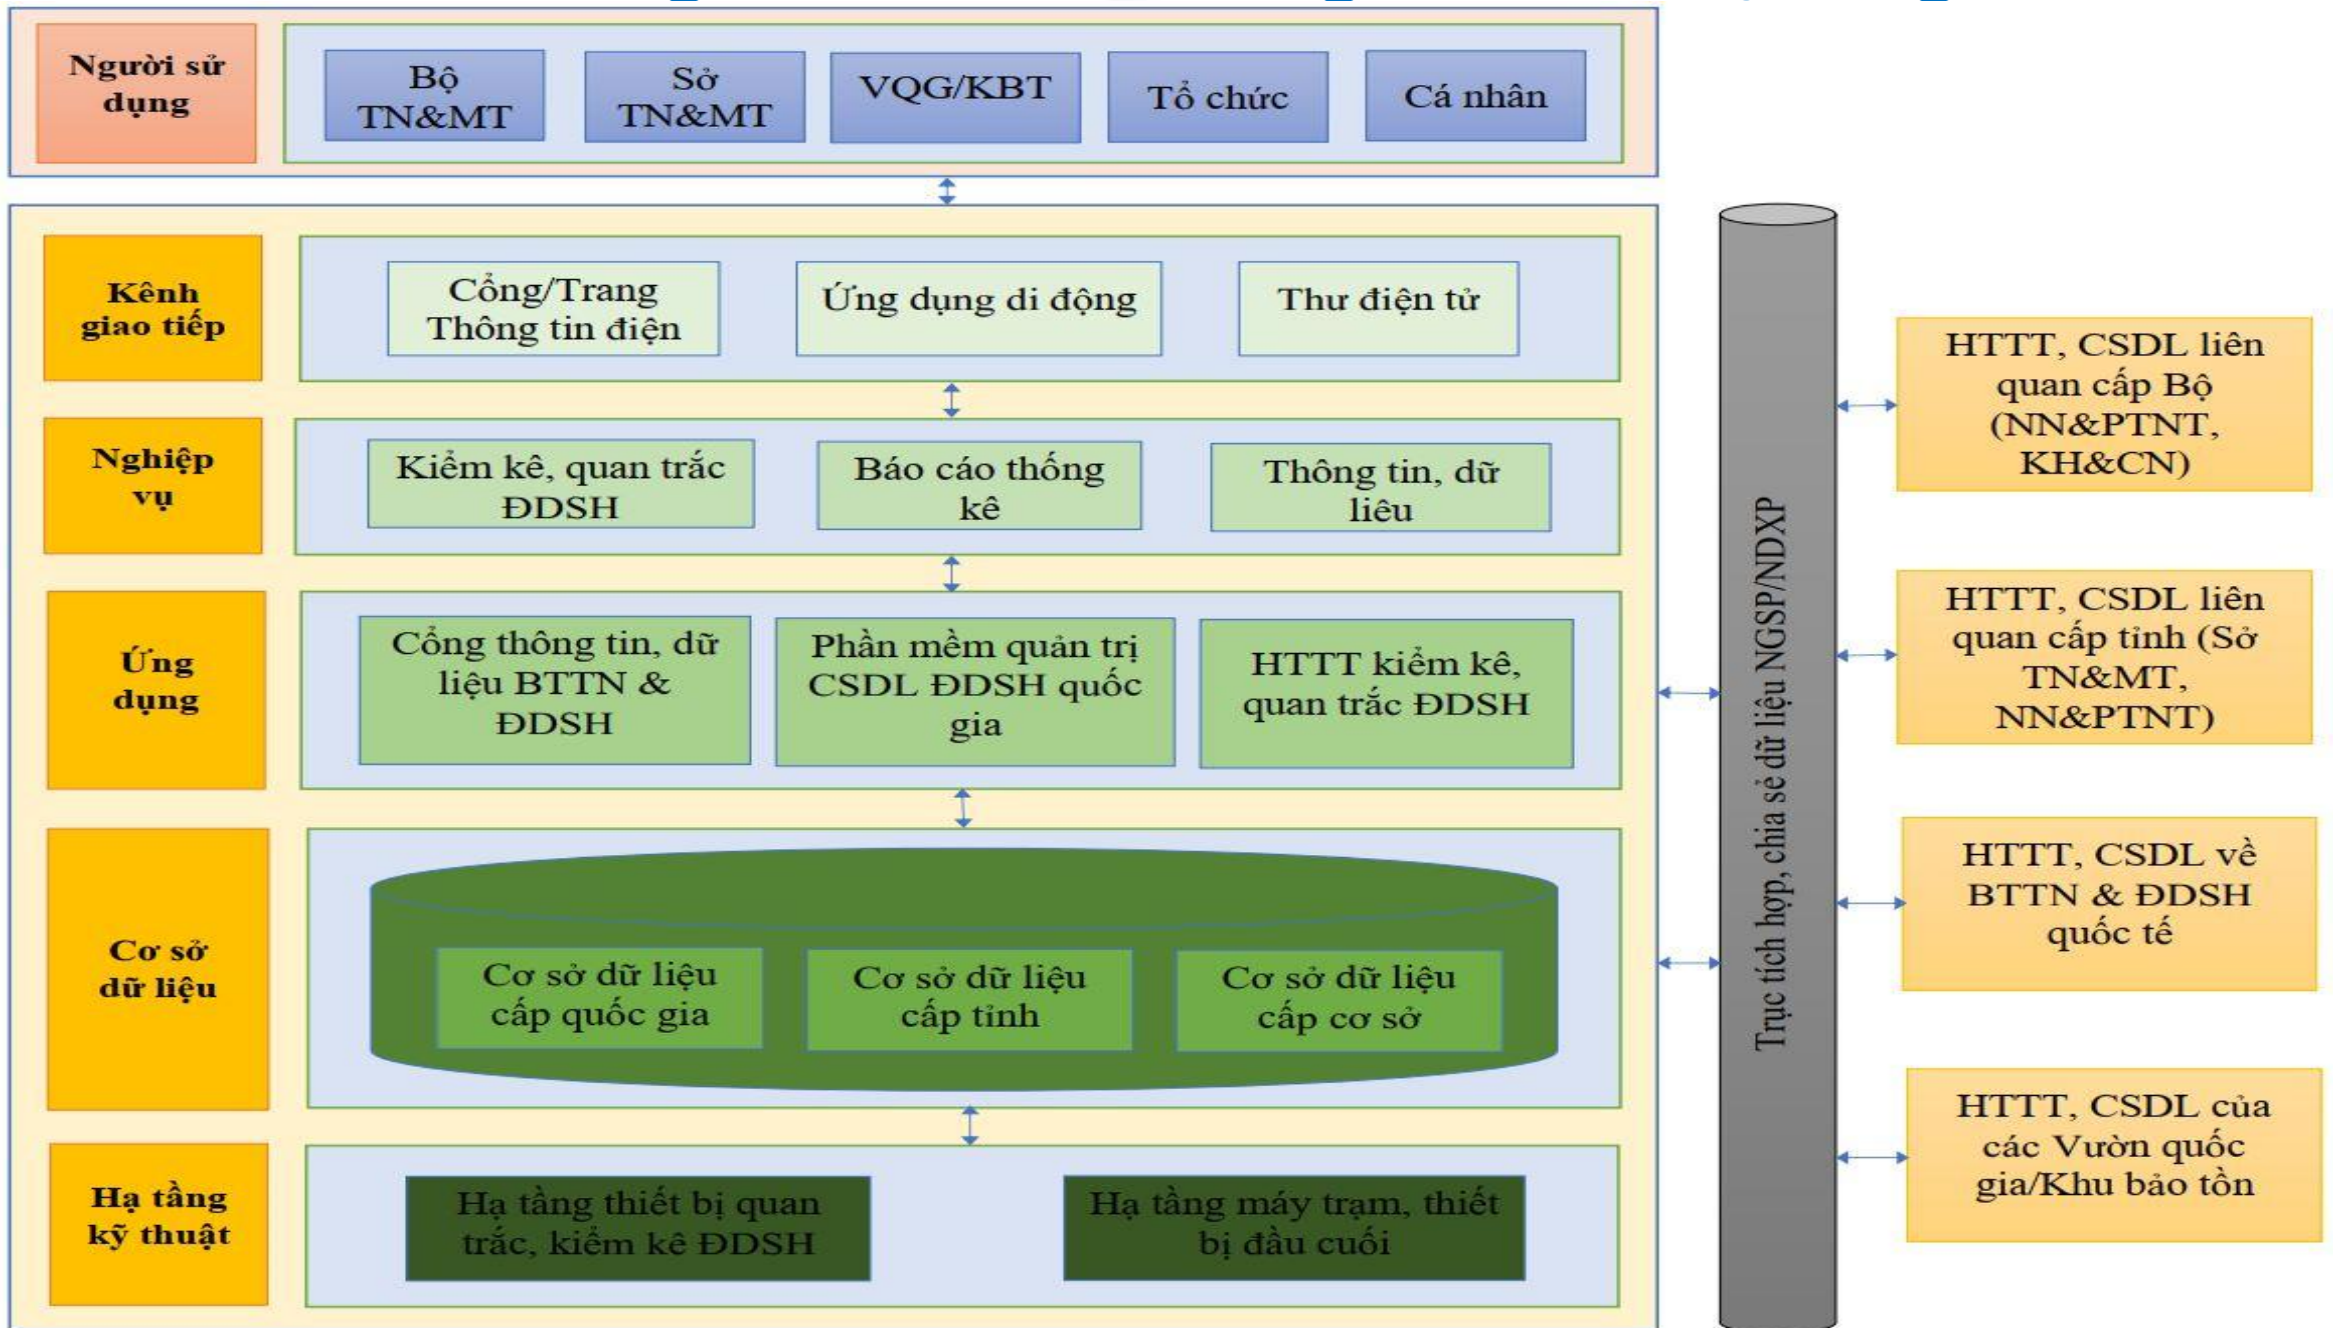 Người sử
dụng
Bộ
TN&MT
Sở
TN&MT
VQG/KBT
Tổ chức
Cá nhân
Kênh
giao tiếp
Cổng/Trang
Thông tin điện
Ứng dụng di động
Thư điện tử
Nghiệp
vụ
Kiểm kê, quan trắc
ĐDSH
Báo cáo thống
kê
Thông tin, dữ
liêu
Ứng
dụng
Cổng thông tin, dữ
liệu BTTN &
ĐDSH
Phần mềm quản trị
CSDL ĐDSH quốc
gia
HTTT kiểm kê,
quan trắc ĐDSH
Cơ sở
dữ liệu
Cơ sở dữ liệu
cấp quốc gia
Cơ sở dữ liệu
cấp tỉnh
Cơ sở dữ liệu
cấp cơ sở
Hạ tầng
kỹ thuật
Hạ tầng thiết bị quan
trắc, kiểm kê ĐDSH
Hạ tầng máy trạm, thiết
bị đầu cuối
Trục tích hợp, chia sẻ dữ liệu NGSP/NDXP
HTTT, CSDL liên
quan cấp Bộ
(NN&PTNT,
KH&CN)
HTTT, CSDL liên
quan cấp tỉnh (Sở
TN&MT,
NN&PTNT)
HTTT, CSDL về
BTTN & ĐDSH
quốc tế
HTTT, CSDL của
các Vườn quốc
gia/Khu bảo tồn